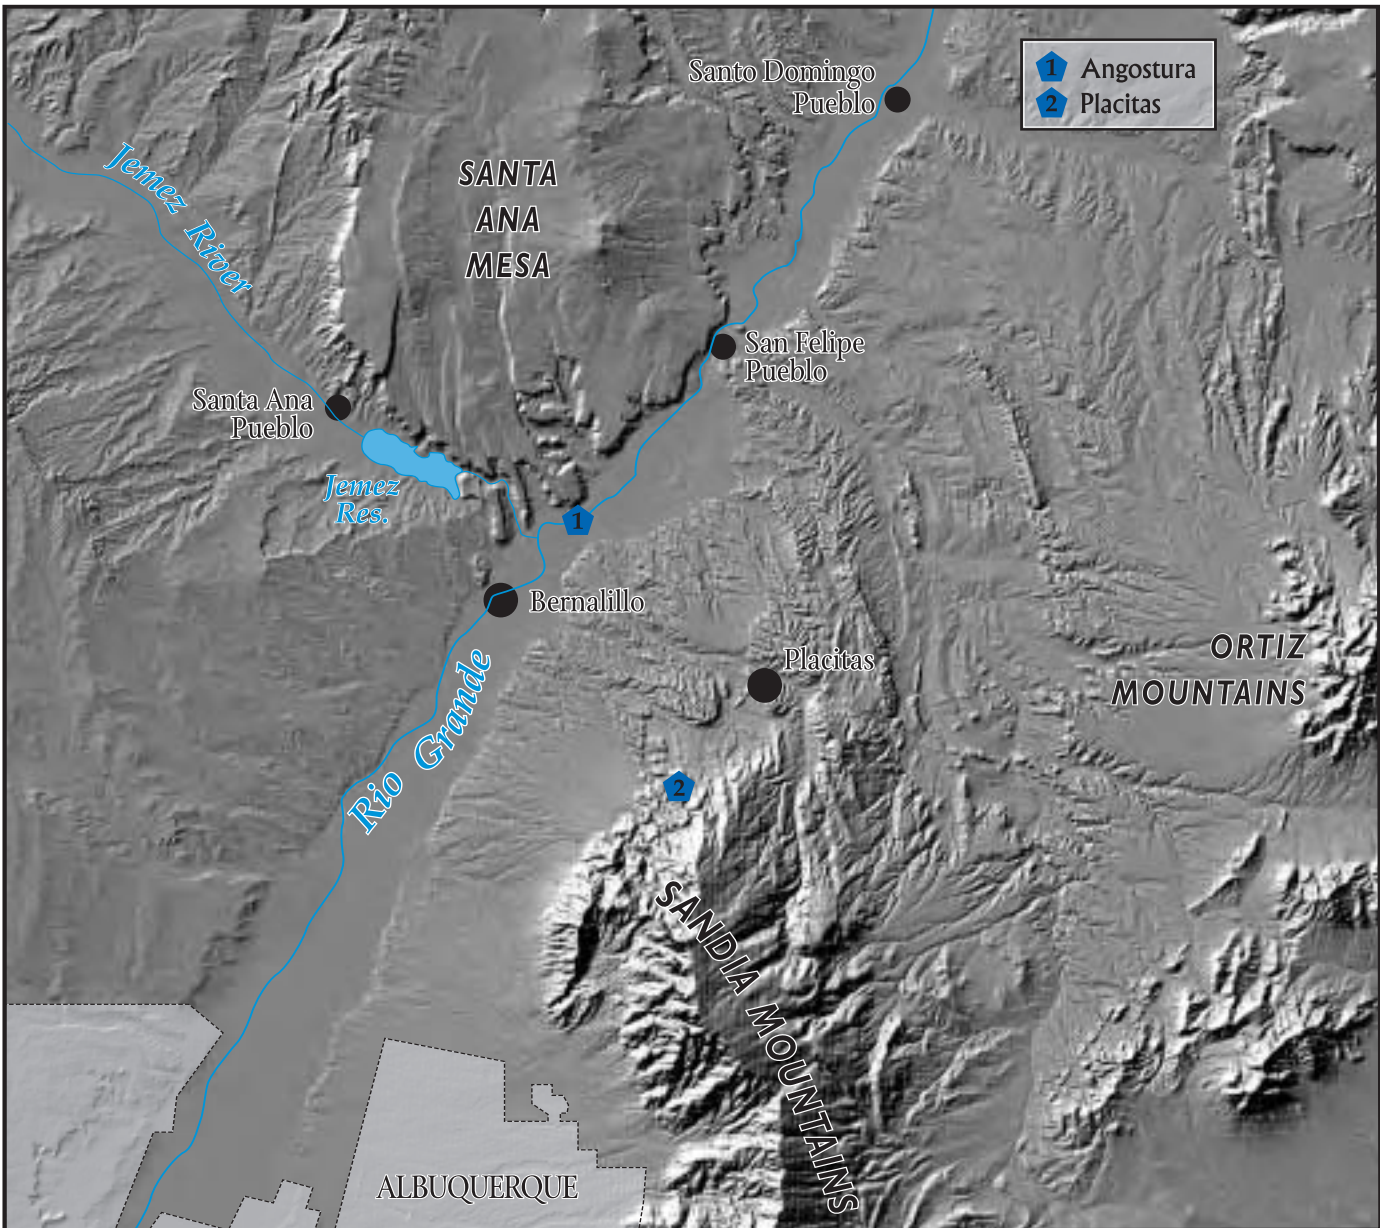 Santo Domingo
Pueblo
1 Angostura
2 Placitas
Jemez River
SANTA
ANA
MESA
San Felipe
Pueblo
Santa Ana
Pueblo
Jemez
Res.
1
Bernalillo
Placitas
ORTIZ
MOUNTAINS
Rio Grande
2
SANDIA MOUNTAINS
ALBUQUERQUE